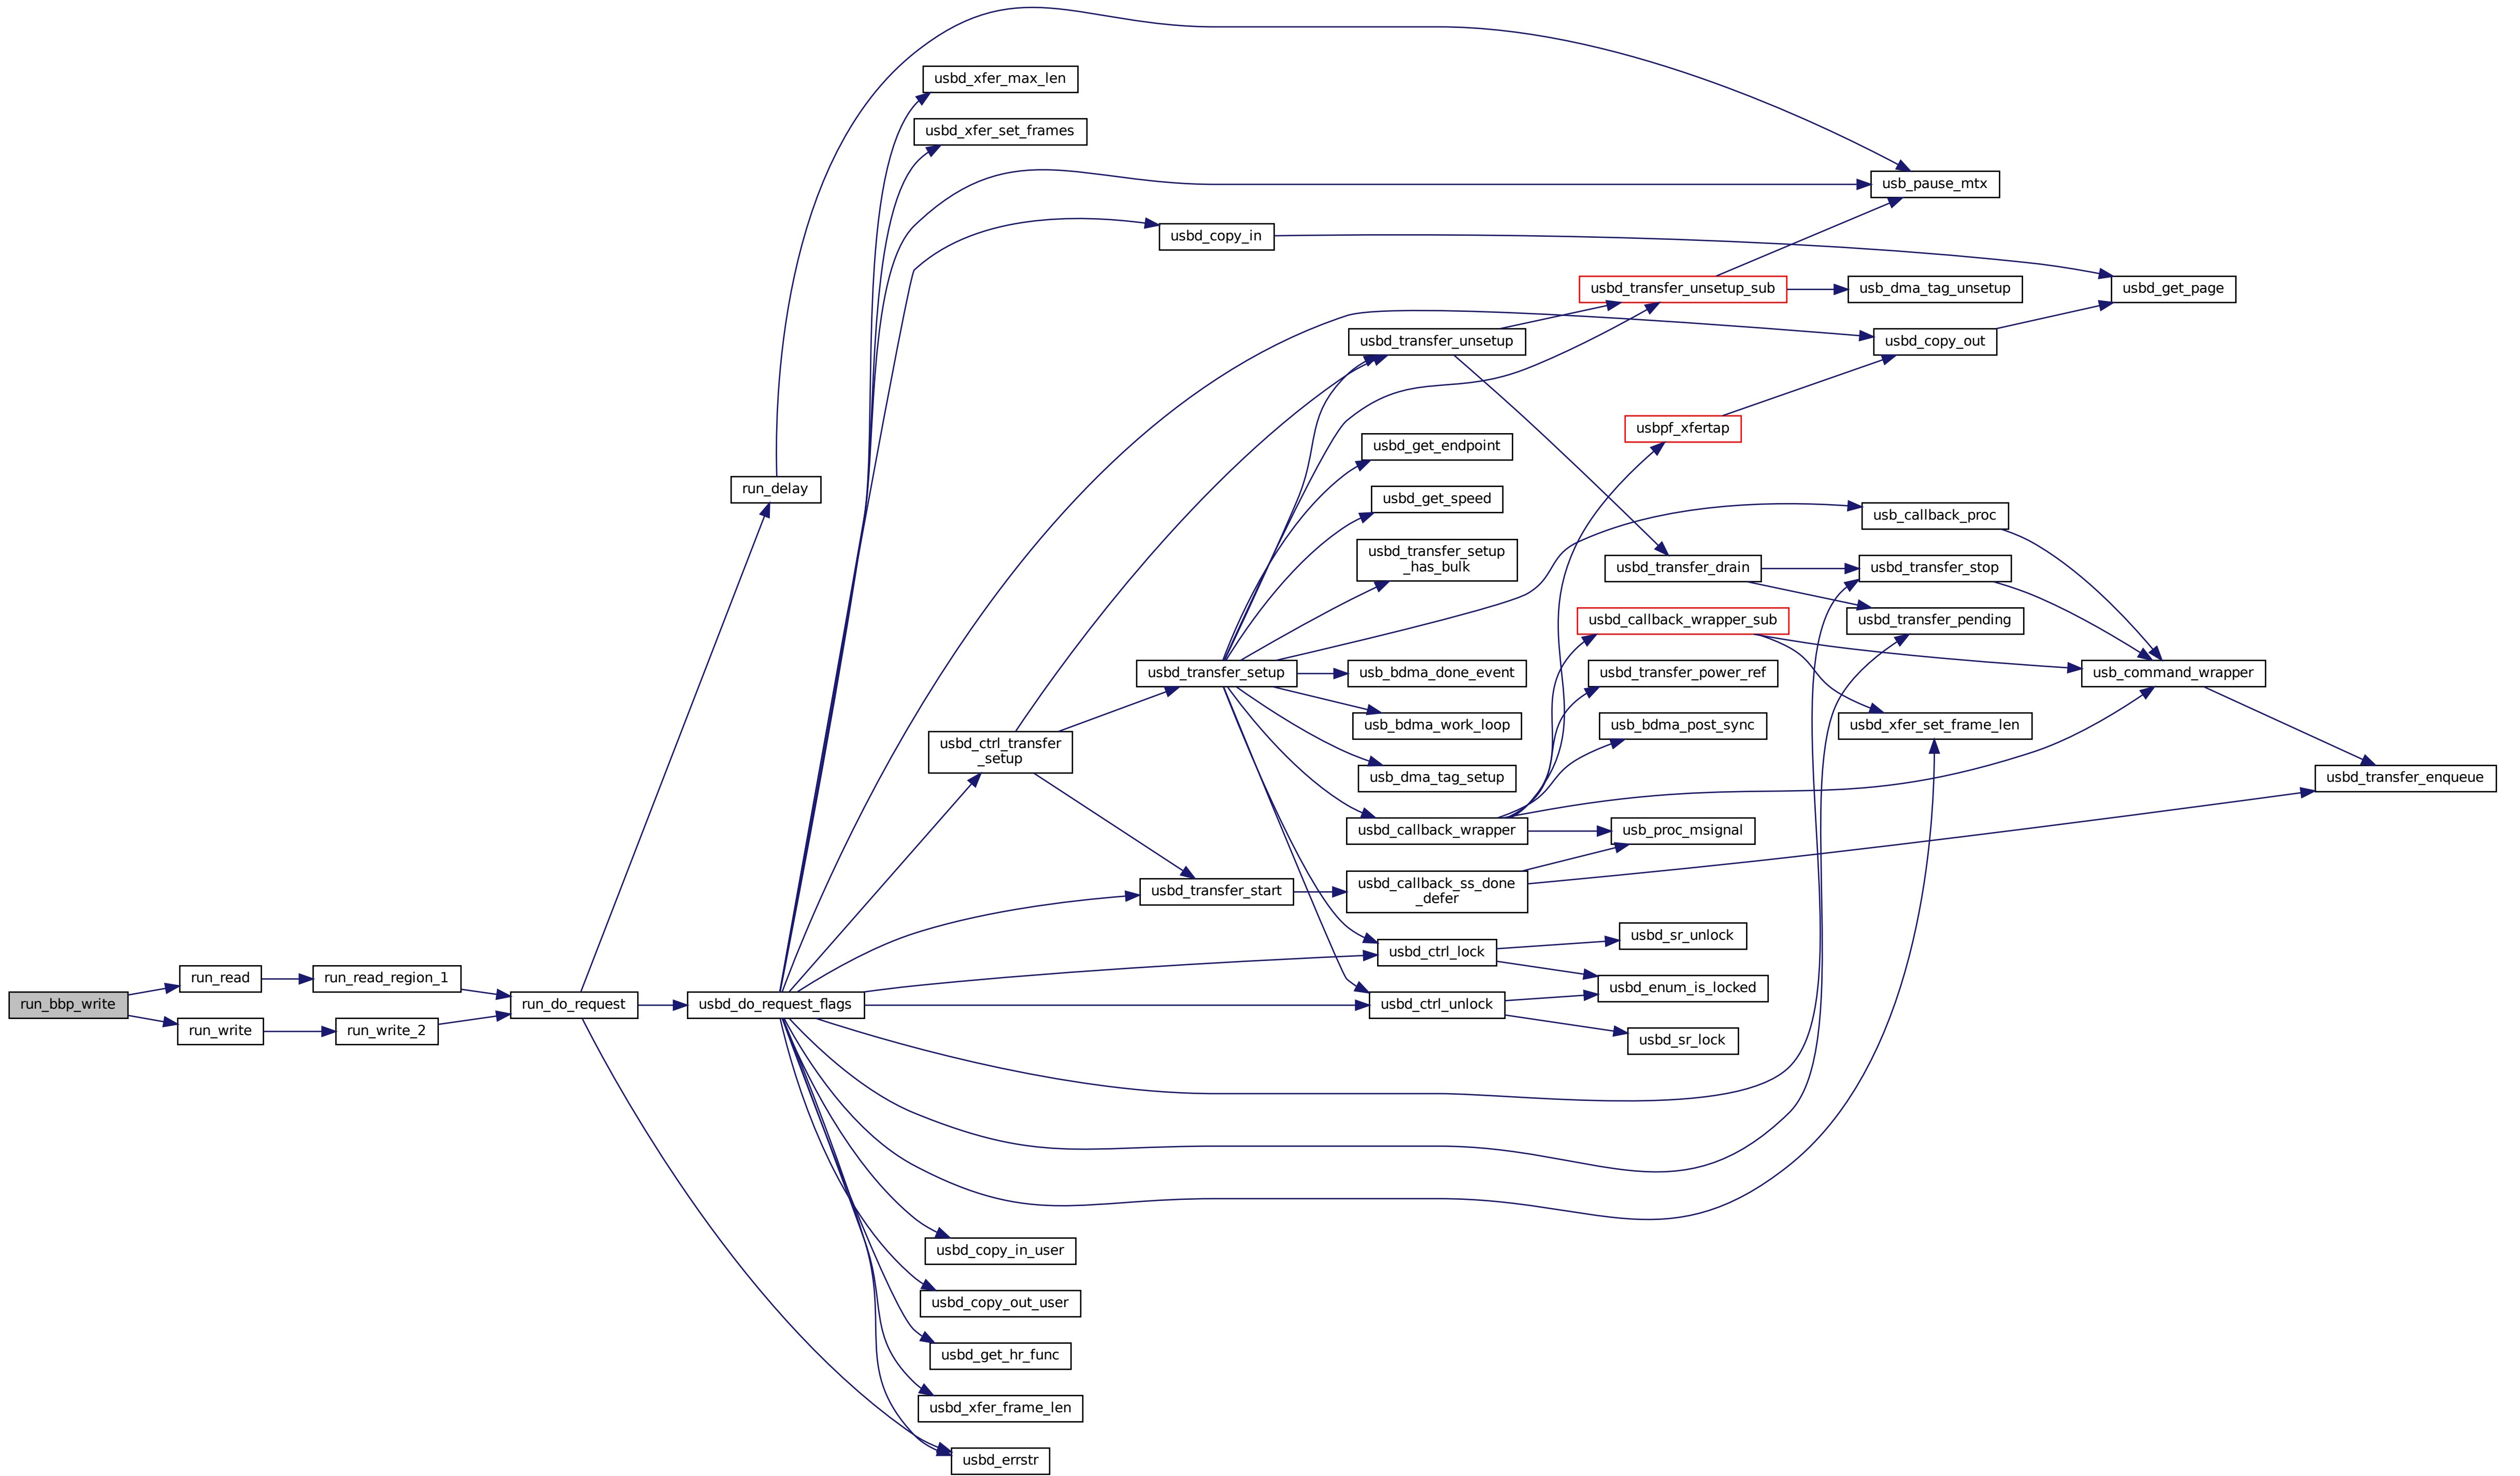 usbd_xfer_max_len
usbd_xfer_set_frames
usb_pause_mtx
usbd_copy_in
usbd_transfer_unsetup_sub
usb_dma_tag_unsetup
usbd_get_page
usbd_transfer_unsetup
usbd_copy_out
usbpf_xfertap
usbd_get_endpoint
run_delay
usbd_get_speed
usb_callback_proc
usbd_transfer_setup
_has_bulk
usbd_transfer_drain
usbd_transfer_stop
usbd_callback_wrapper_sub
usbd_transfer_pending
usbd_transfer_setup
usb_bdma_done_event
usbd_transfer_power_ref
usb_command_wrapper
usb_bdma_work_loop
usb_bdma_post_sync
usbd_xfer_set_frame_len
usbd_ctrl_transfer
_setup
usb_dma_tag_setup
usbd_transfer_enqueue
usbd_callback_wrapper
usb_proc_msignal
usbd_transfer_start
usbd_callback_ss_done
_defer
usbd_sr_unlock
usbd_ctrl_lock
run_read
run_read_region_1
usbd_enum_is_locked
run_bbp_write
run_do_request
usbd_do_request_flags
usbd_ctrl_unlock
run_write
run_write_2
usbd_sr_lock
usbd_copy_in_user
usbd_copy_out_user
usbd_get_hr_func
usbd_xfer_frame_len
usbd_errstr